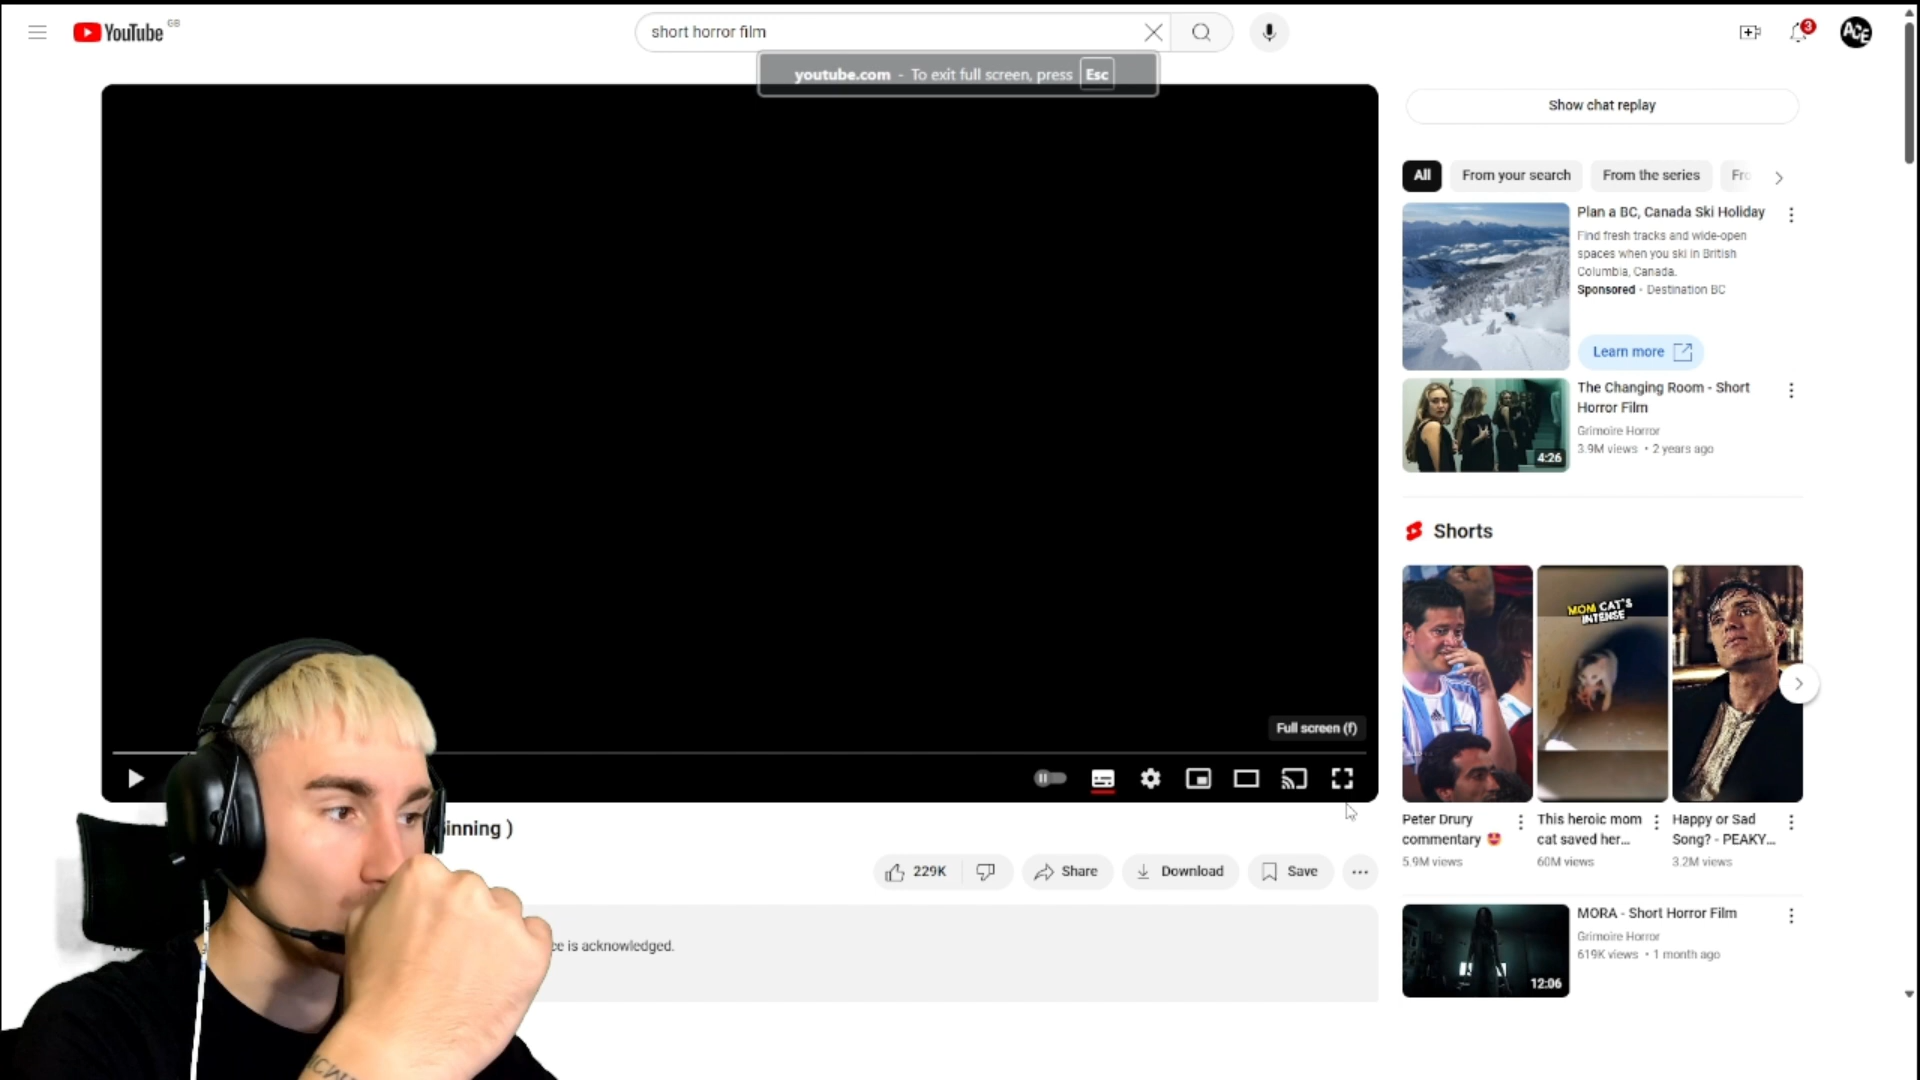 YouTube GB
short horror film
ACE
3
youtube.com - To exit full screen, press Esc
Show chat replay
All
From your search
From the series
Fro
Plan a BC, Canada Ski Holiday
Find fresh tracks and wide-open
spaces when you ski in British
Columbia, Canada.
Sponsored · Destination BC
Learn more
The Changing Room - Short
Horror Film
Grimoire Horror
3.9M views • 2 years ago
4:26
Shorts
MOM CAT'S
INTENSE
Peter Drury
commentary 😍
5.9M views
This heroic mom
cat saved her...
60M views
Happy or Sad
Song? - PEAKY...
3.2M views
MORA - Short Horror Film
Grimoire Horror
619K views • 1 month ago
12:06
Full screen (f)
inning )
229K
Share
Download
Save
ce is acknowledged.